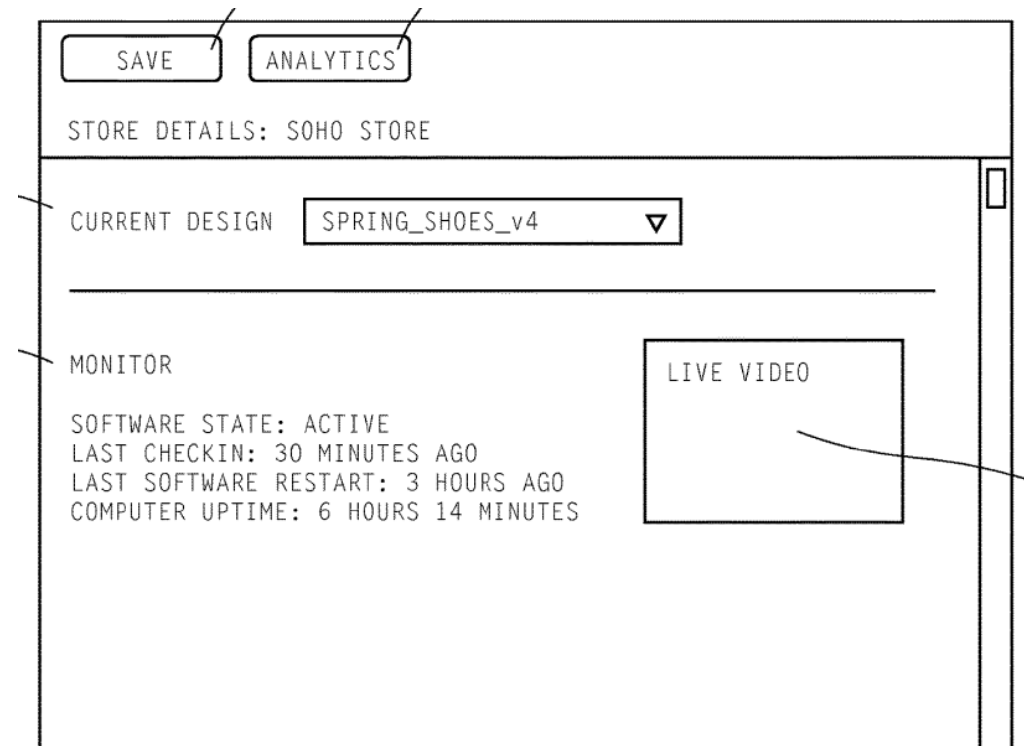 SAVE
ANALYTICS
STORE DETAILS: SOHO STORE
CURRENT DESIGN
SPRING_SHOES_v4
MONITOR
LIVE VIDEO
SOFTWARE STATE: ACTIVE
LAST CHECKIN: 30 MINUTES AGO
LAST SOFTWARE RESTART: 3 HOURS AGO
COMPUTER UPTIME: 6 HOURS 14 MINUTES